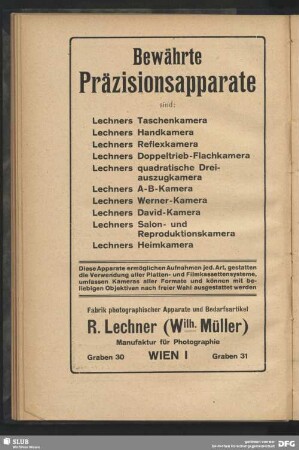 Bewährte
Präzisionsapparate
sind:
Lechners Taschenkamera
Lechners Handkamera
Lechners Reflexkamera
Lechners Doppeltrieb-Flachkamera
Lechners quadratische Drei-
auszugkamera
Lechners A-B-Kamera
Lechners Werner-Kamera
Lechners David-Kamera
Lechners Salon- und
Reproduktionskamera
Lechners Heimkamera
Diese Apparate ermöglichen Aufnahmen jed. Art, gestatten
die Verwendung aller Platten- und Filmkassettensysteme,
umfassen Kameras aller Formate und können mit be-
liebigen Objektiven nach freier Wahl ausgestattet werden
Fabrik photographischer Apparate und Bedarfsartikel
R. Lechner (Wilh. Müller)
Manufaktur für Photographie
Graben 30 WIEN I Graben 31
SLUB
DFG